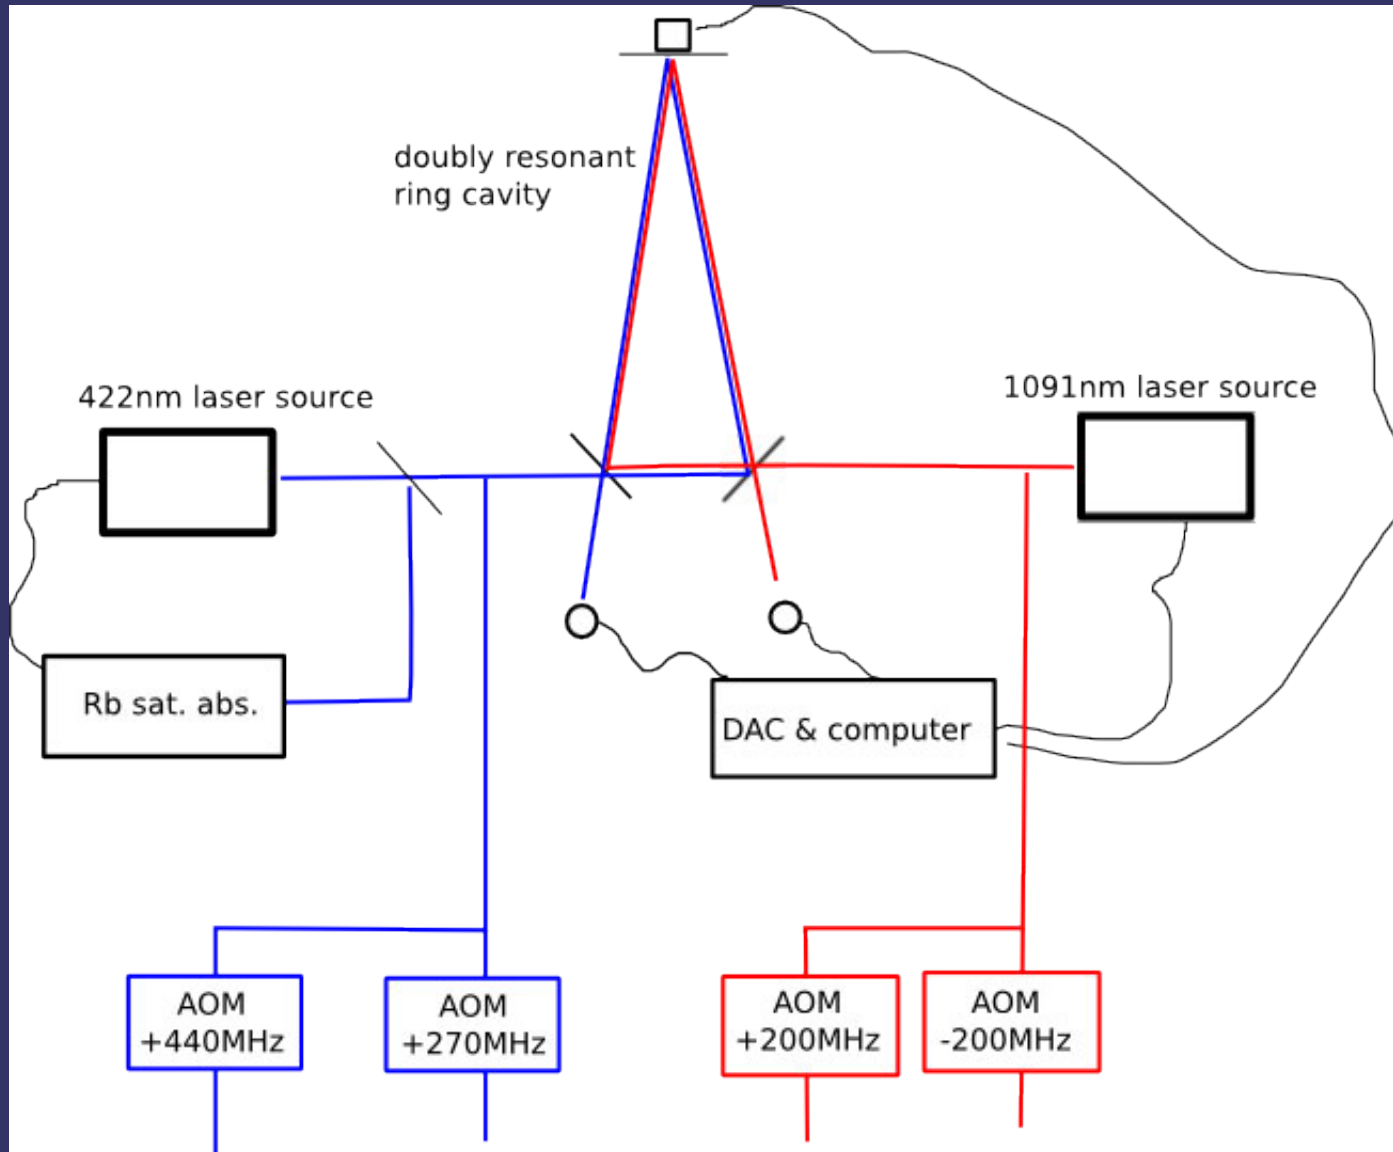 doubly resonant
ring cavity
422nm laser source
1091nm laser source
Rb sat. abs.
DAC & computer
AOM
+440MHz
AOM
+270MHz
AOM
+200MHz
AOM
-200MHz